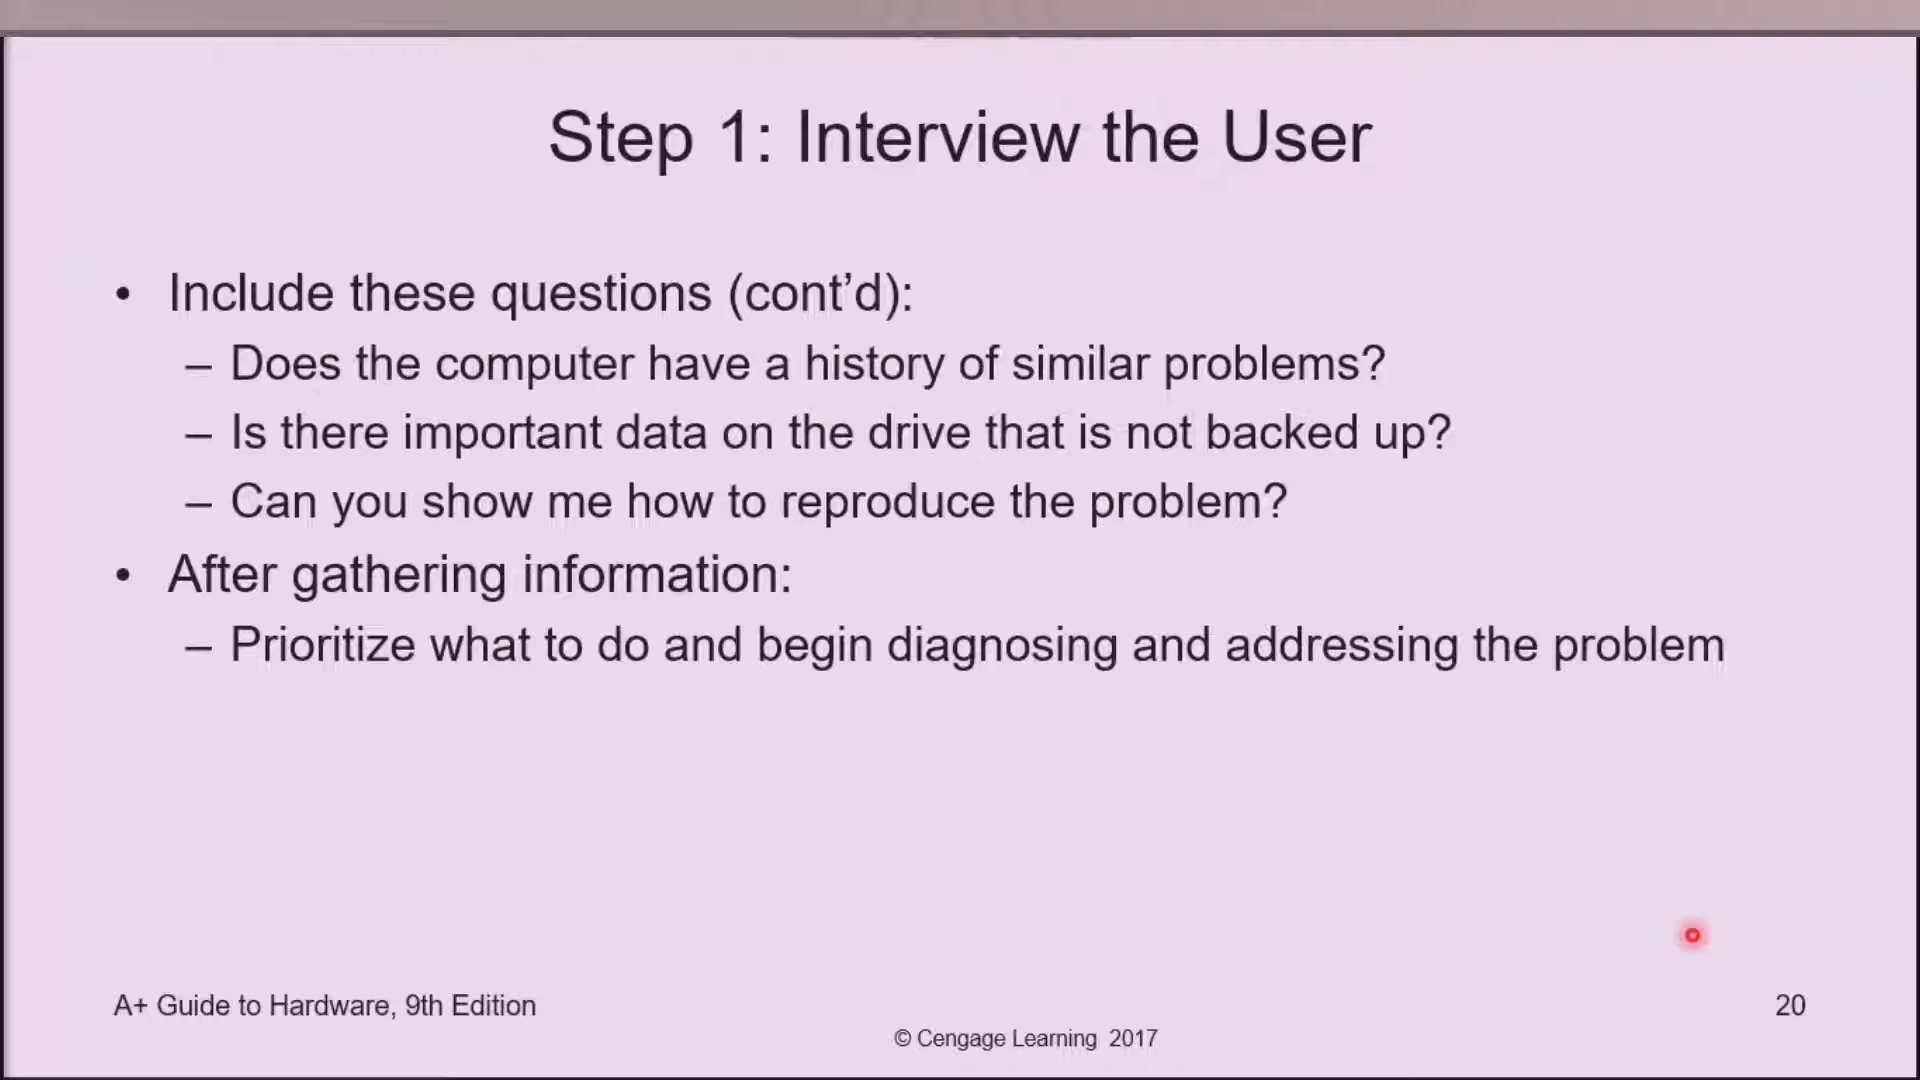 Step 1: Interview the User
• Include these questions (cont’d):
– Does the computer have a history of similar problems?
– Is there important data on the drive that is not backed up?
– Can you show me how to reproduce the problem?
• After gathering information:
– Prioritize what to do and begin diagnosing and addressing the problem
A+ Guide to Hardware, 9th Edition
20
© Cengage Learning 2017